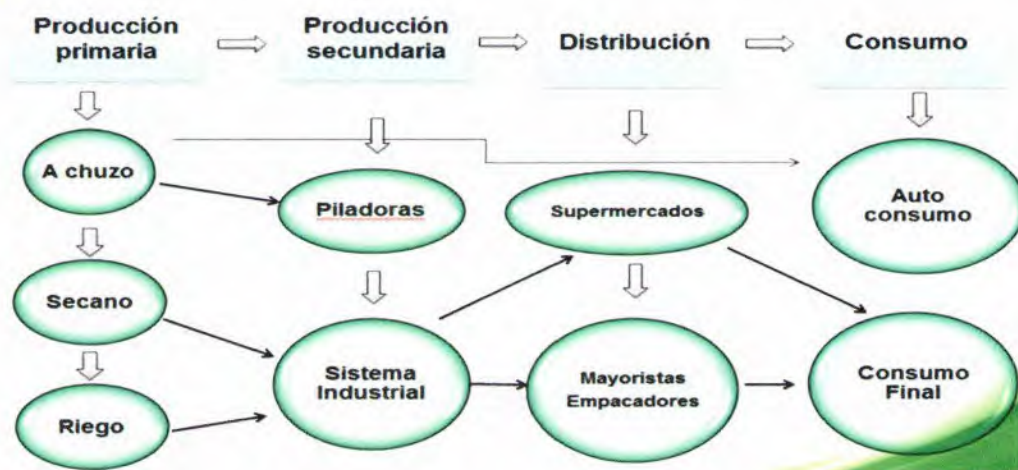 Producción
primaria
Producción
secundaria
Distribución
Consumo
A chuzo
Piladoras
Supermercados
Auto
consumo
Secano
Sistema
Industrial
Mayoristas
Empacadores
Consumo
Final
Riego